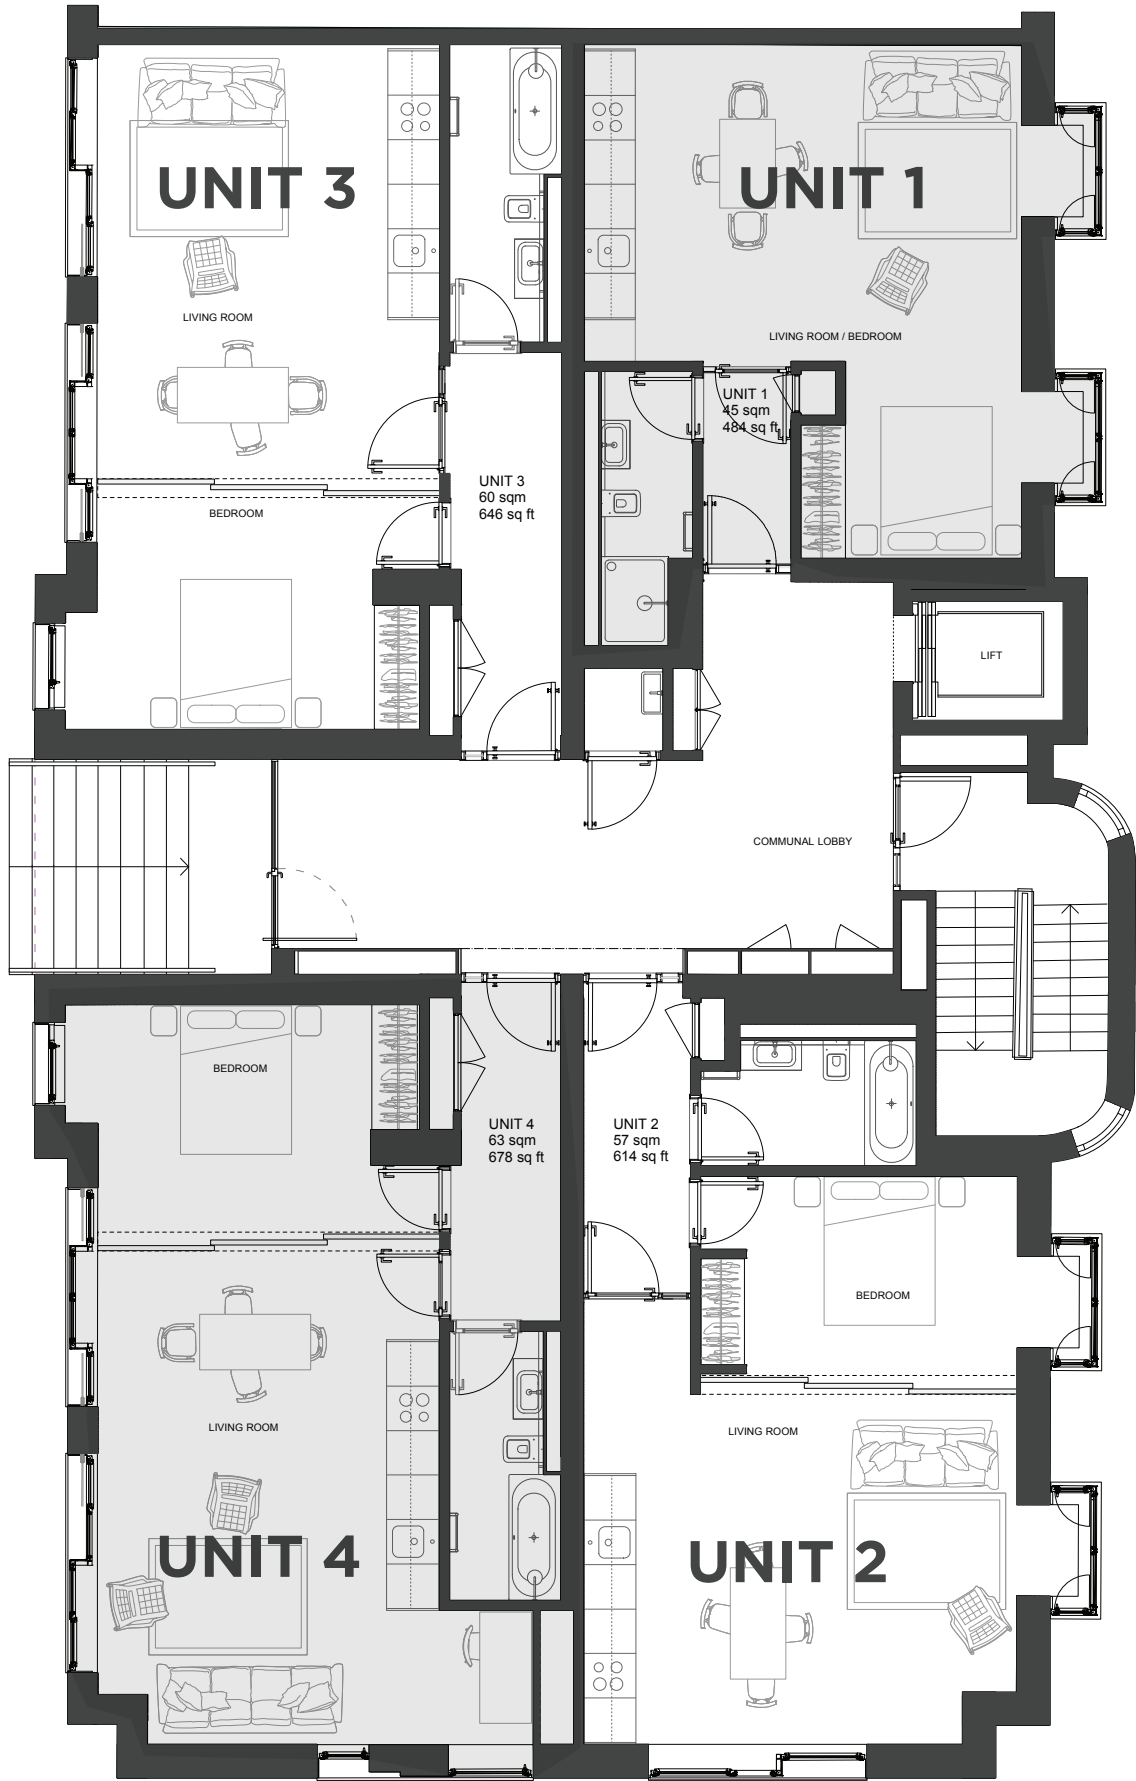 UNIT 3
UNIT 1
LIVING ROOM
LIVING ROOM / BEDROOM
UNIT 1
45 sqm
484 sq ft
UNIT 3
60 sqm
646 sq ft
BEDROOM
LIFT
COMMUNAL LOBBY
BEDROOM
UNIT 4
63 sqm
678 sq ft
UNIT 2
57 sqm
614 sq ft
BEDROOM
LIVING ROOM
LIVING ROOM
UNIT 4
UNIT 2